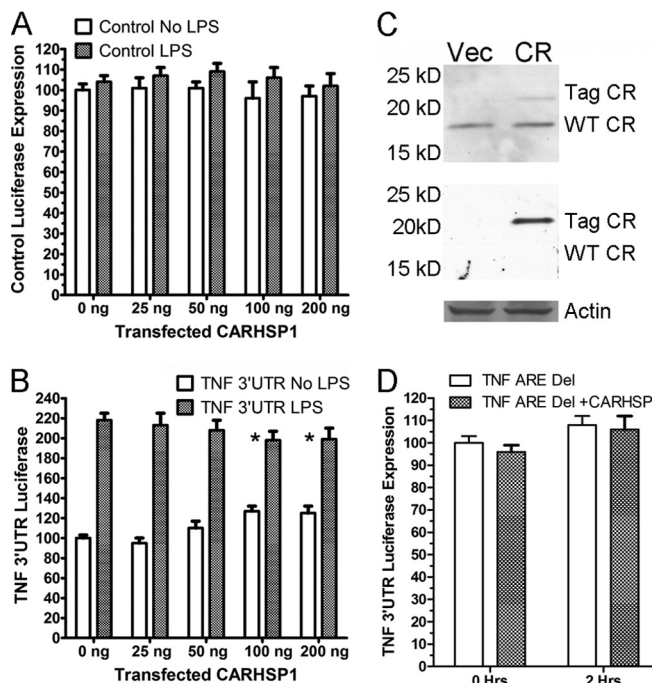 A
Control No LPS
Control LPS
Control Luciferase Expression
120
110
100
90
80
70
60
50
40
30
20
10
0
0 ng 25 ng 50 ng 100 ng 200 ng
Transfected CARHSP1
B
TNF 3'UTR No LPS
TNF 3'UTR LPS
TNF 3'UTR Luciferase
240
220
200
180
160
140
120
100
80
60
40
20
0
* *
0 ng 25 ng 50 ng 100 ng 200 ng
Transfected CARHSP1
C
Vec CR
25 kD
20 kD
15 kD
Tag CR
WT CR
25 kD
20kD
15 kD
Tag CR
WT CR
Actin
D
TNF ARE Del
TNF ARE Del +CARHSP
TNF 3'UTR Luciferase Expression
120
110
100
90
80
70
60
50
40
30
20
10
0
0 Hrs 2 Hrs